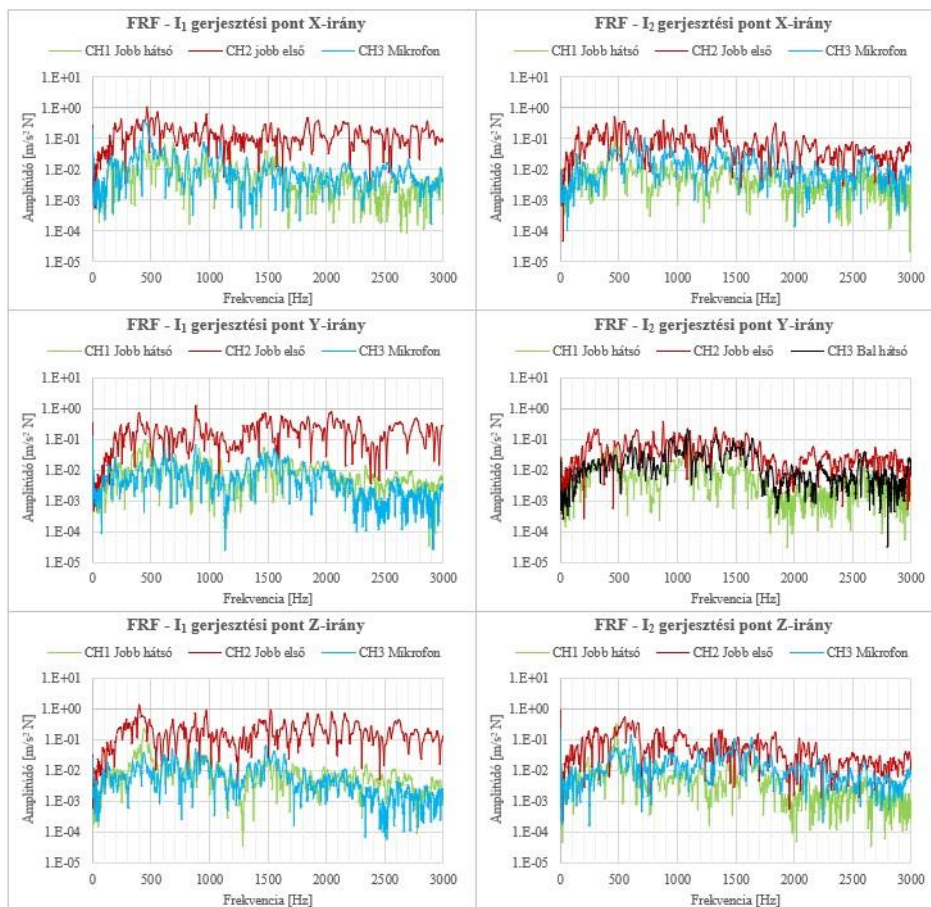 FRF - I₁ gerjesztési pont X-irány
CH1 Jobb hátsó CH2 jobb első CH3 Mikrofon
1.E+01
1.E+00
1.E-01
1.E-02
1.E-03
1.E-04
1.E-05
Amplitúdó [m/s² N]
0 500 1000 1500 2000 2500 3000
Frekvencia [Hz]
FRF - I₂ gerjesztési pont X-irány
CH1 Jobb hátsó CH2 Jobb első CH3 Mikrofon
1.E+01
1.E+00
1.E-01
1.E-02
1.E-03
1.E-04
1.E-05
Amplitúdó [m/s² N]
0 500 1000 1500 2000 2500 3000
Frekvencia [Hz]
FRF - I₁ gerjesztési pont Y-irány
CH1 Jobb hátsó CH2 Jobb első CH3 Mikrofon
1.E+01
1.E+00
1.E-01
1.E-02
1.E-03
1.E-04
1.E-05
Amplitúdó [m/s² N]
0 500 1000 1500 2000 2500 3000
Frekvencia [Hz]
FRF - I₂ gerjesztési pont Y-irány
CH1 Jobb hátsó CH2 Jobb első CH3 Bal hátsó
1.E+01
1.E+00
1.E-01
1.E-02
1.E-03
1.E-04
1.E-05
Amplitúdó [m/s² N]
0 500 1000 1500 2000 2500 3000
Frekvencia [Hz]
FRF - I₁ gerjesztési pont Z-irány
CH1 Jobb hátsó CH2 Jobb első CH3 Mikrofon
1.E+01
1.E+00
1.E-01
1.E-02
1.E-03
1.E-04
1.E-05
Amplitúdó [m/s² N]
0 500 1000 1500 2000 2500 3000
Frekvencia [Hz]
FRF - I₂ gerjesztési pont Z-irány
CH1 Jobb hátsó CH2 Jobb első CH3 Mikrofon
1.E+01
1.E+00
1.E-01
1.E-02
1.E-03
1.E-04
1.E-05
Amplitúdó [m/s² N]
0 500 1000 1500 2000 2500 3000
Frekvencia [Hz]